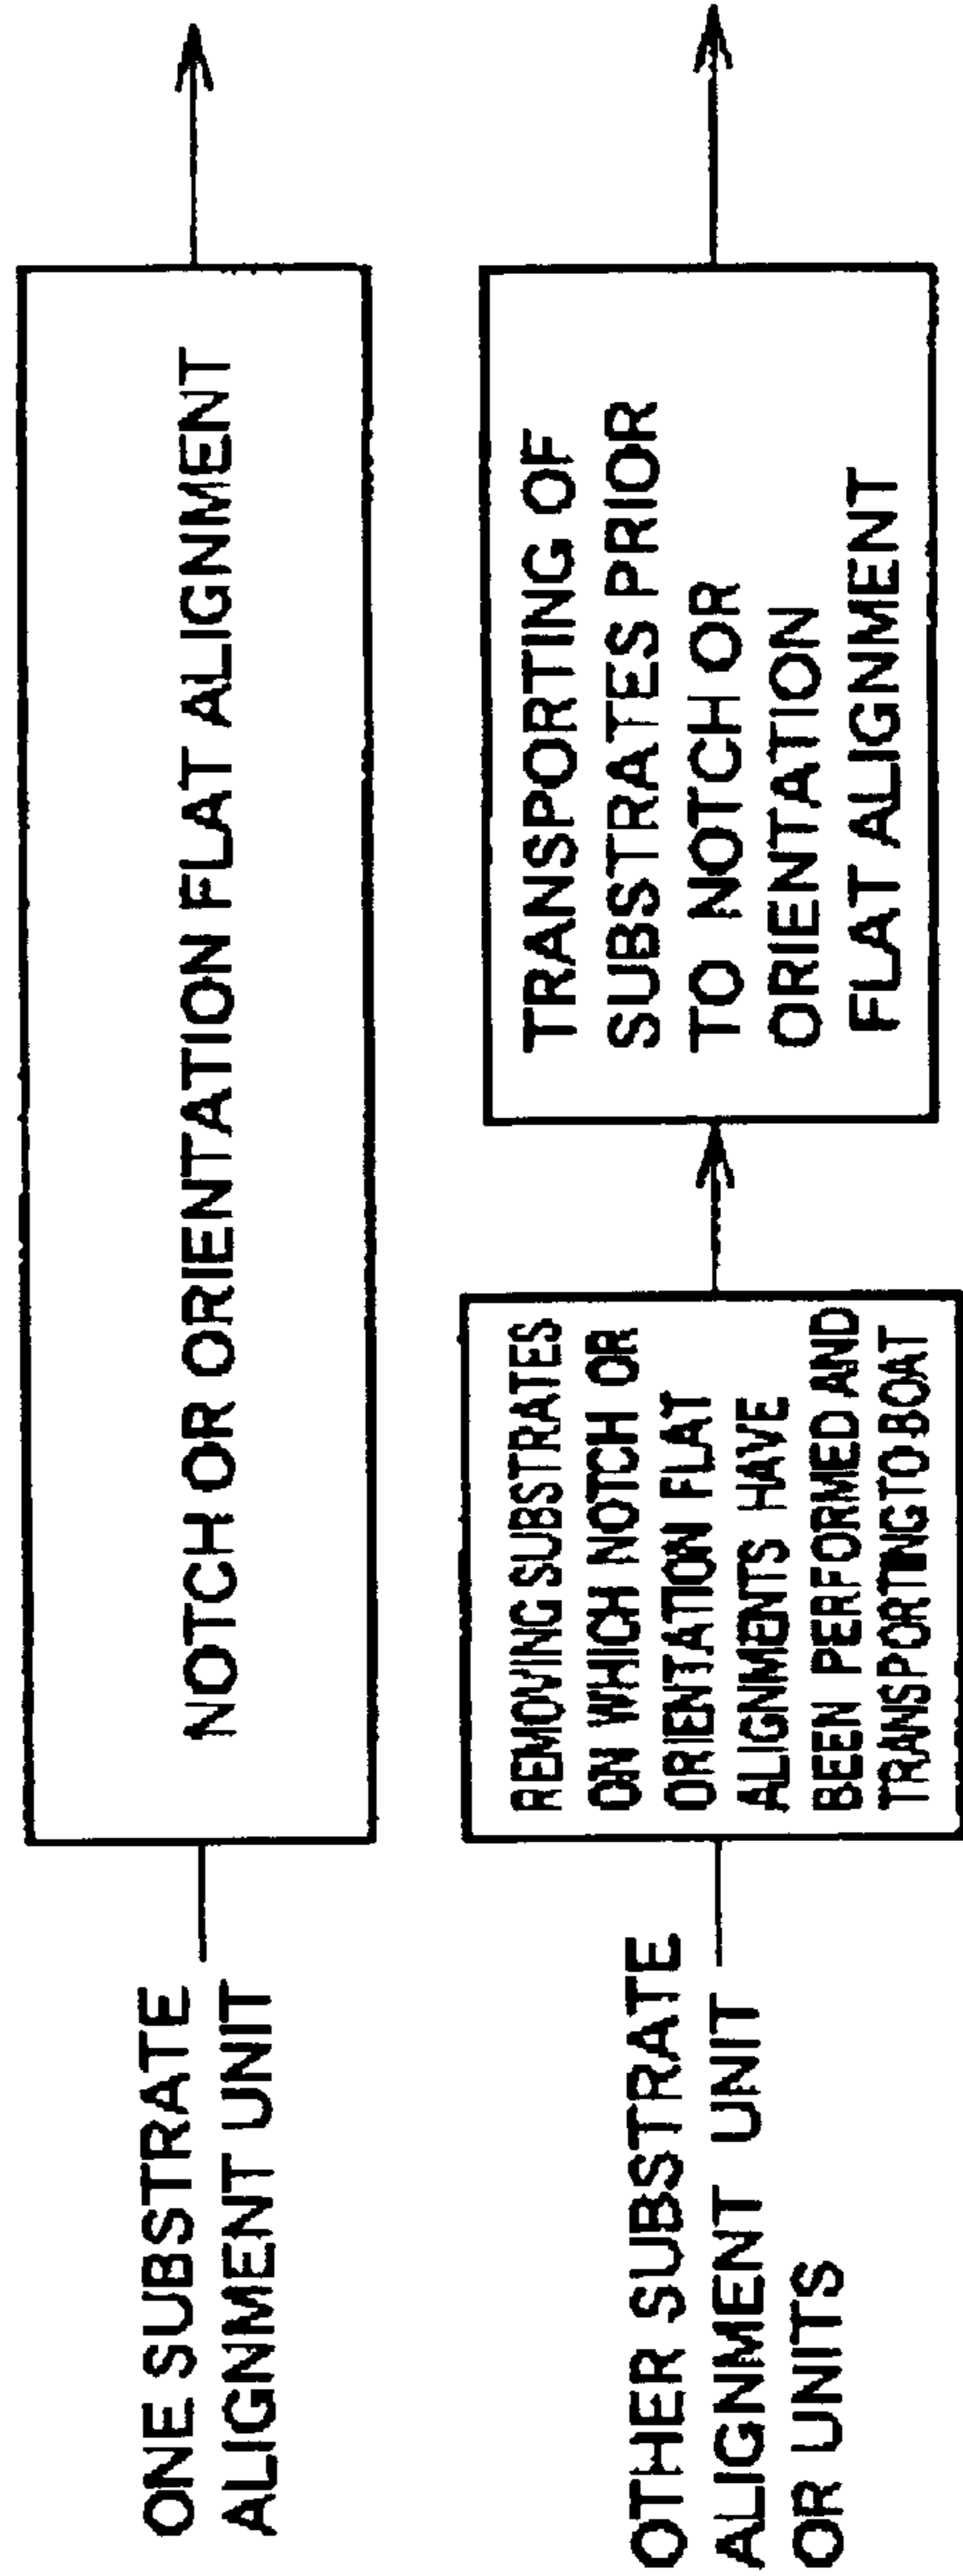 ONE SUBSTRATE
ALIGNMENT UNIT
NOTCH OR ORIENTATION FLAT ALIGNMENT
OTHER SUBSTRATE
ALIGNMENT UNIT
OR UNITS
REMOVING SUBSTRATES
ON WHICH NOTCH OR
ORIENTATION FLAT
ALIGNMENTS HAVE
BEEN PERFORMED AND
TRANSPORTING TO BOAT
TRANSPORTING OF
SUBSTRATES PRIOR
TO NOTCH OR
ORIENTATION
FLAT ALIGNMENT